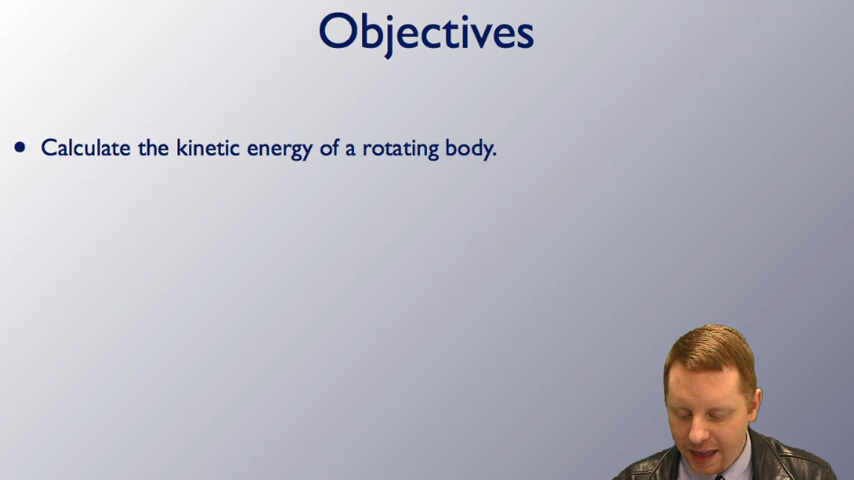 Objectives
• Calculate the kinetic energy of a rotating body.